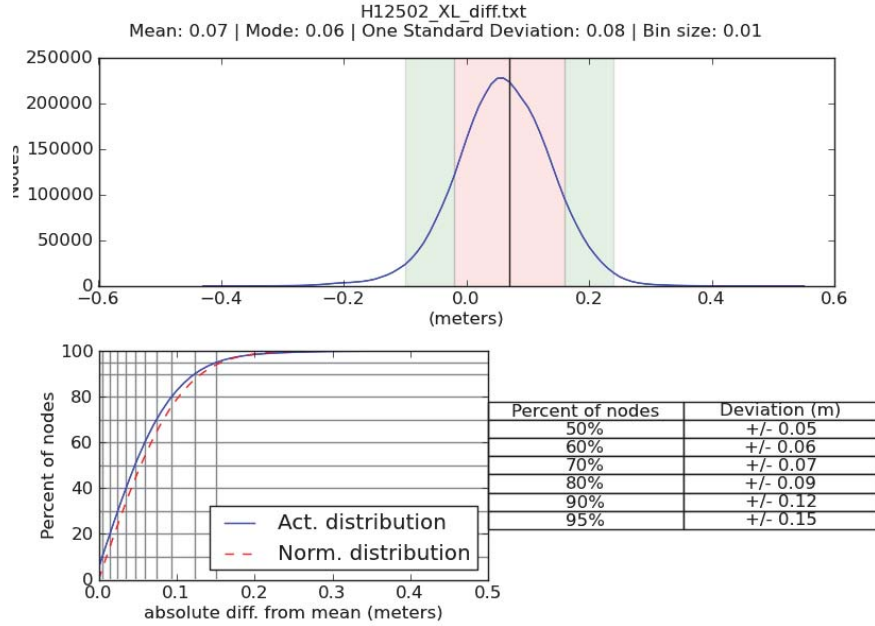 H12502_XL_diff.txt
Mean: 0.07 | Mode: 0.06 | One Standard Deviation: 0.08 | Bin size: 0.01
250000
200000
150000
100000
50000
0
Nodes
−0.6 −0.4 −0.2 0.0 0.2 0.4 0.6
(meters)
100
80
60
40
20
0
Percent of nodes
Act. distribution
Norm. distribution
0.0 0.1 0.2 0.3 0.4 0.5
absolute diff. from mean (meters)
Percent of nodes Deviation (m)
50% +/- 0.05
60% +/- 0.06
70% +/- 0.07
80% +/- 0.09
90% +/- 0.12
95% +/- 0.15